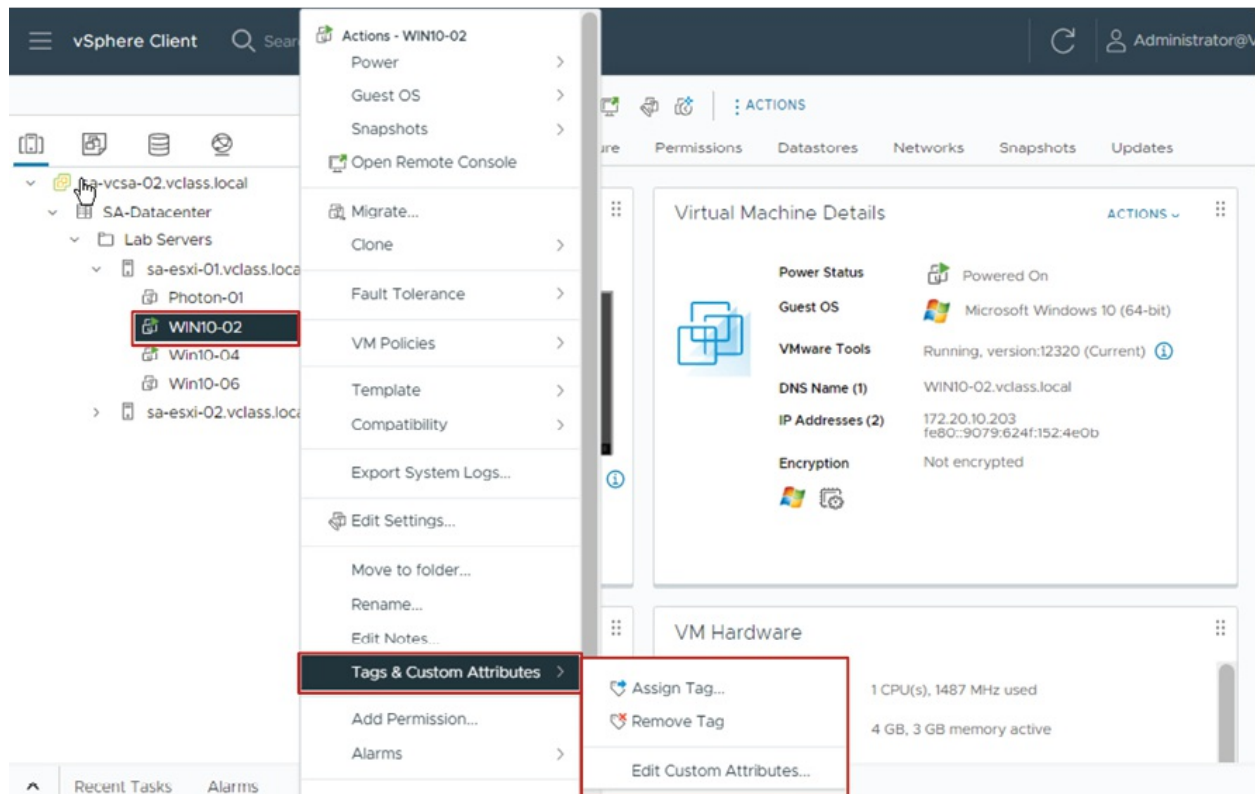 vSphere Client
Sear
Administrator@V
Actions - WIN10-02
Power
Guest OS
Snapshots
Open Remote Console
Migrate...
Clone
Fault Tolerance
VM Policies
Template
Compatibility
Export System Logs...
Edit Settings...
Move to folder...
Rename...
Edit Notes...
Tags & Custom Attributes
Add Permission...
Alarms
Assign Tag...
Remove Tag
Edit Custom Attributes...
sa-vcsa-02.vclass.local
SA-Datacenter
Lab Servers
sa-esxi-01.vclass.loca
Photon-01
WIN10-02
Win10-04
Win10-06
sa-esxi-02.vclass.loca
ACTIONS
ure Permissions Datastores Networks Snapshots Updates
Virtual Machine Details ACTIONS
Power Status Powered On
Guest OS Microsoft Windows 10 (64-bit)
VMware Tools Running, version:12320 (Current)
DNS Name (1) WIN10-02.vclass.local
IP Addresses (2) 172.20.10.203
fe80::9079:624f:152:4e0b
Encryption Not encrypted
VM Hardware
1 CPU(s), 1487 MHz used
4 GB, 3 GB memory active
Recent Tasks Alarms